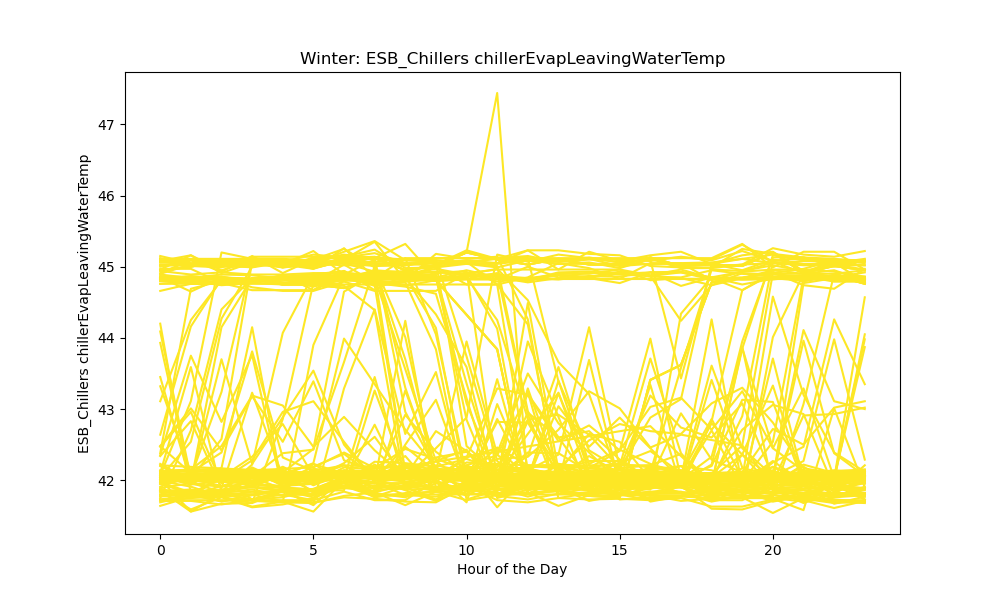 Winter: ESB_Chillers chillerEvapLeavingWaterTemp
ESB_Chillers chillerEvapLeavingWaterTemp
47
46
45
44
43
42
0 5 10 15 20
Hour of the Day